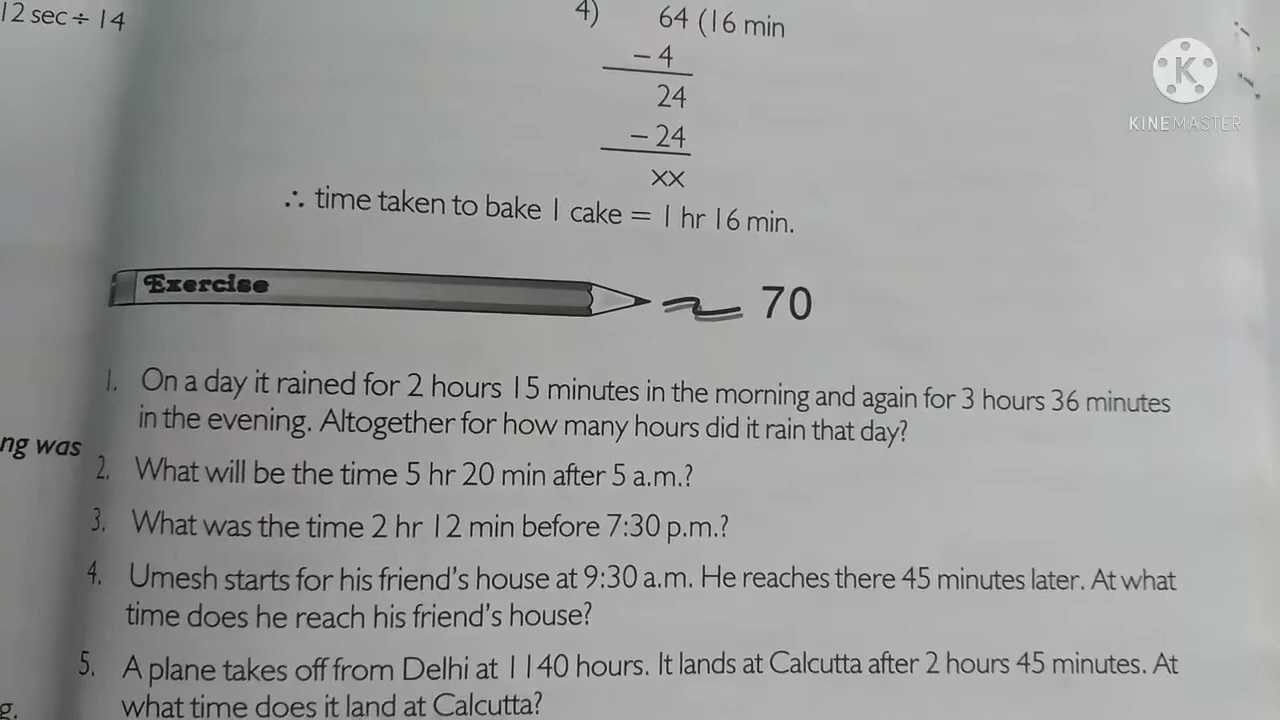 12 sec ÷ 14
4) 64 (16 min
– 4
24
– 24
xx
∴ time taken to bake 1 cake = 1 hr 16 min.
KINEMASTER
Exercise 70
1. On a day it rained for 2 hours 15 minutes in the morning and again for 3 hours 36 minutes
in the evening. Altogether for how many hours did it rain that day?
ng was
2. What will be the time 5 hr 20 min after 5 a.m.?
3. What was the time 2 hr 12 min before 7:30 p.m.?
4. Umesh starts for his friend's house at 9:30 a.m. He reaches there 45 minutes later. At what
time does he reach his friend's house?
5. A plane takes off from Delhi at 1140 hours. It lands at Calcutta after 2 hours 45 minutes. At
what time does it land at Calcutta?
g.